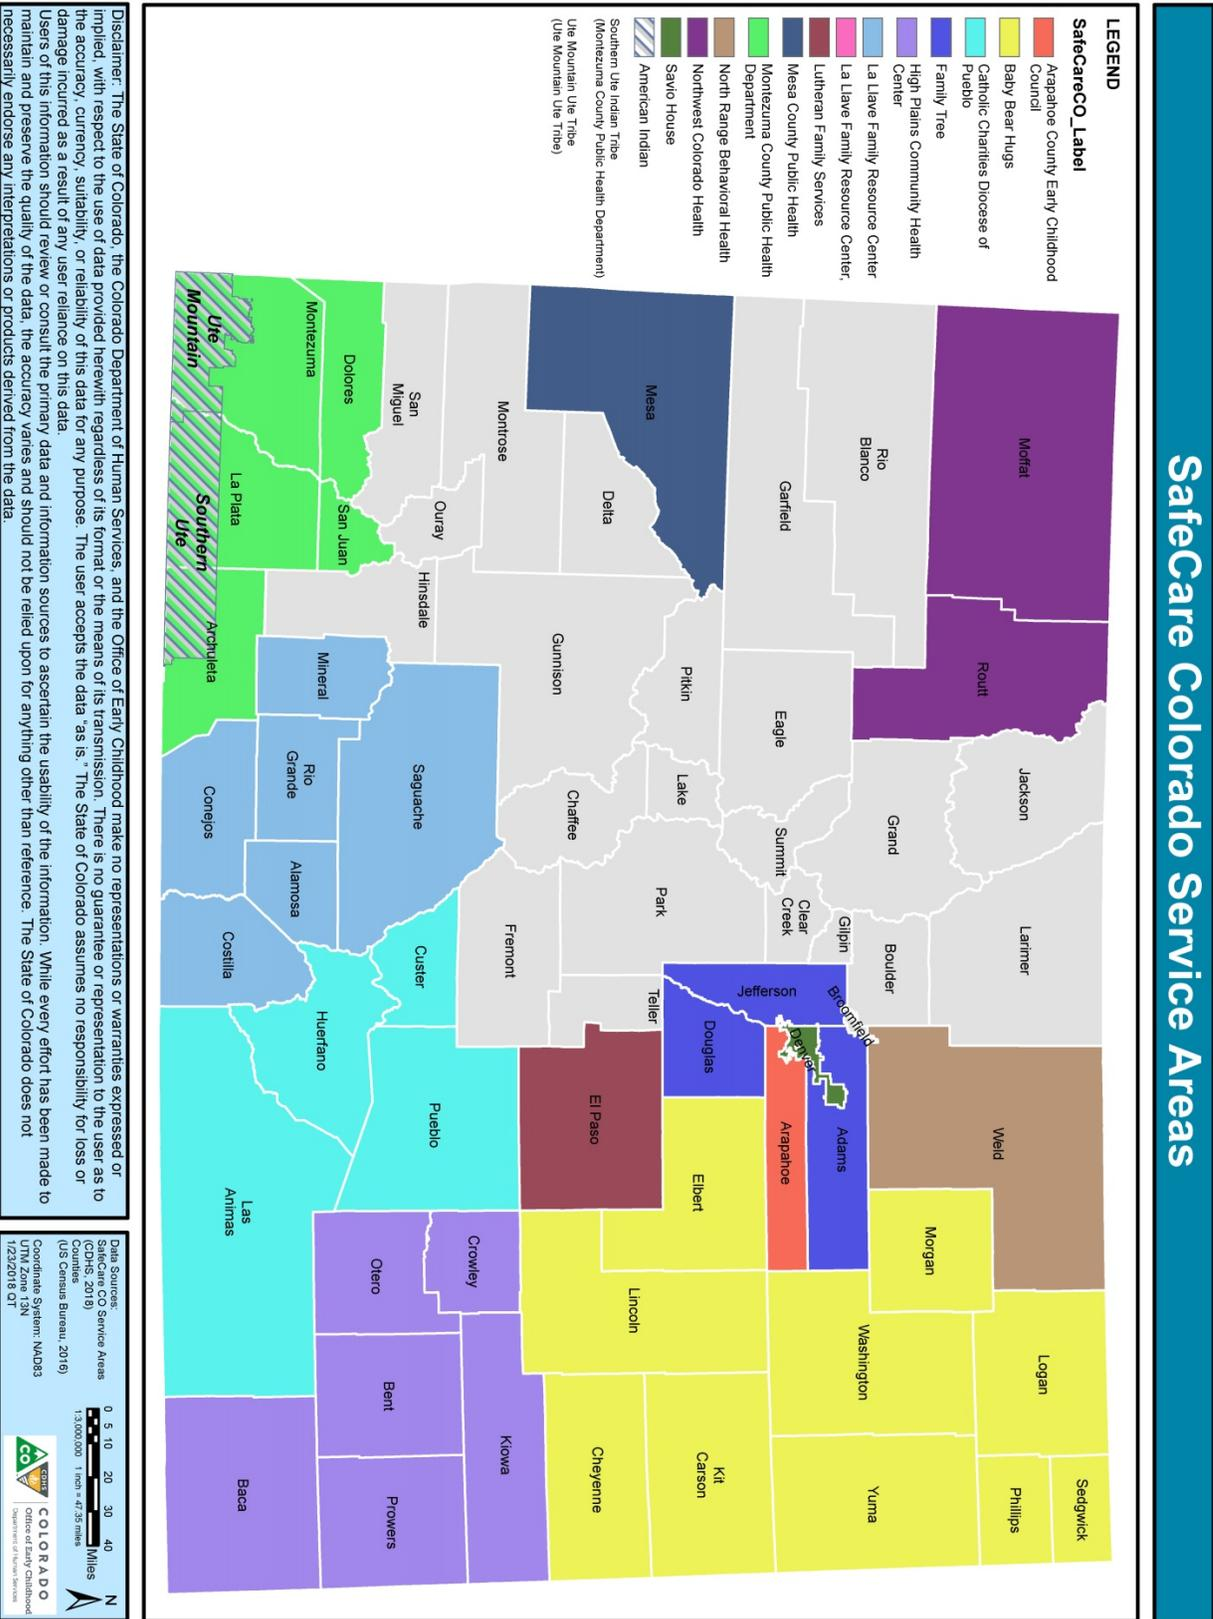 SafeCare Colorado Service Areas
LEGEND
SafeCareCO_Label
Arapahoe County Early Childhood
Council
Baby Bear Hugs
Catholic Charities Diocese of
Pueblo
Family Tree
High Plains Community Health
Center
La Llave Family Resource Center
La Llave Family Resource Center,
Lutheran Family Services
Mesa County Public Health
Montezuma County Public Health
Department
North Range Behavioral Health
Northwest Colorado Health
Savio House
American Indian
Southern Ute Indian Tribe
(Montezuma County Public Health Department)
Ute Mountain Ute Tribe
(Ute Mountain Ute Tribe)
Moffat
Routt
Jackson
Larimer
Weld
Logan
Sedgwick
Phillips
Rio
Blanco
Grand
Boulder
Broomfield
Morgan
Washington
Yuma
Garfield
Eagle
Summit
Clear
Creek
Gilpin
Jefferson
Denver
Adams
Arapahoe
Mesa
Pitkin
Lake
Park
Douglas
Elbert
Lincoln
Kit
Carson
Delta
Gunnison
Chaffee
Teller
El Paso
Cheyenne
Montrose
Ouray
Fremont
Crowley
Kiowa
San
Miguel
Hinsdale
Saguache
Custer
Pueblo
Otero
Bent
Prowers
Dolores
San Juan
Mineral
Rio
Grande
Alamosa
Huerfano
Montezuma
La Plata
Archuleta
Conejos
Costilla
Las
Animas
Baca
Ute
Mountain
Southern
Ute
Disclaimer: The State of Colorado, the Colorado Department of Human Services, and the Office of Early Childhood make no representations or warranties expressed or
implied, with respect to the use of data provided herewith regardless of its format or the means of its transmission. There is no guarantee or representation to the user as to
the accuracy, currency, suitability, or reliability of this data for any purpose. The user accepts the data "as is." The State of Colorado assumes no responsibility for loss or
damage incurred as a result of any user reliance on this data.
Users of this information should review or consult the primary data and information sources to ascertain the usability of the information. While every effort has been made to
maintain and preserve the quality of the data, the accuracy varies and should not be relied upon for anything other than reference. The State of Colorado does not
necessarily endorse any interpretations or products derived from the data.
Data Sources:
SafeCare CO Service Areas
(CDHS, 2018)
Counties
(US Census Bureau, 2016)
Coordinate System: NAD83
UTM Zone 13N
1/23/2018 QT
0 5 10 20 30 40
Miles
1:3,000,000 1 inch = 47.35 miles
N
CO
CDHS
COLORADO
Office of Early Childhood
Department of Human Services